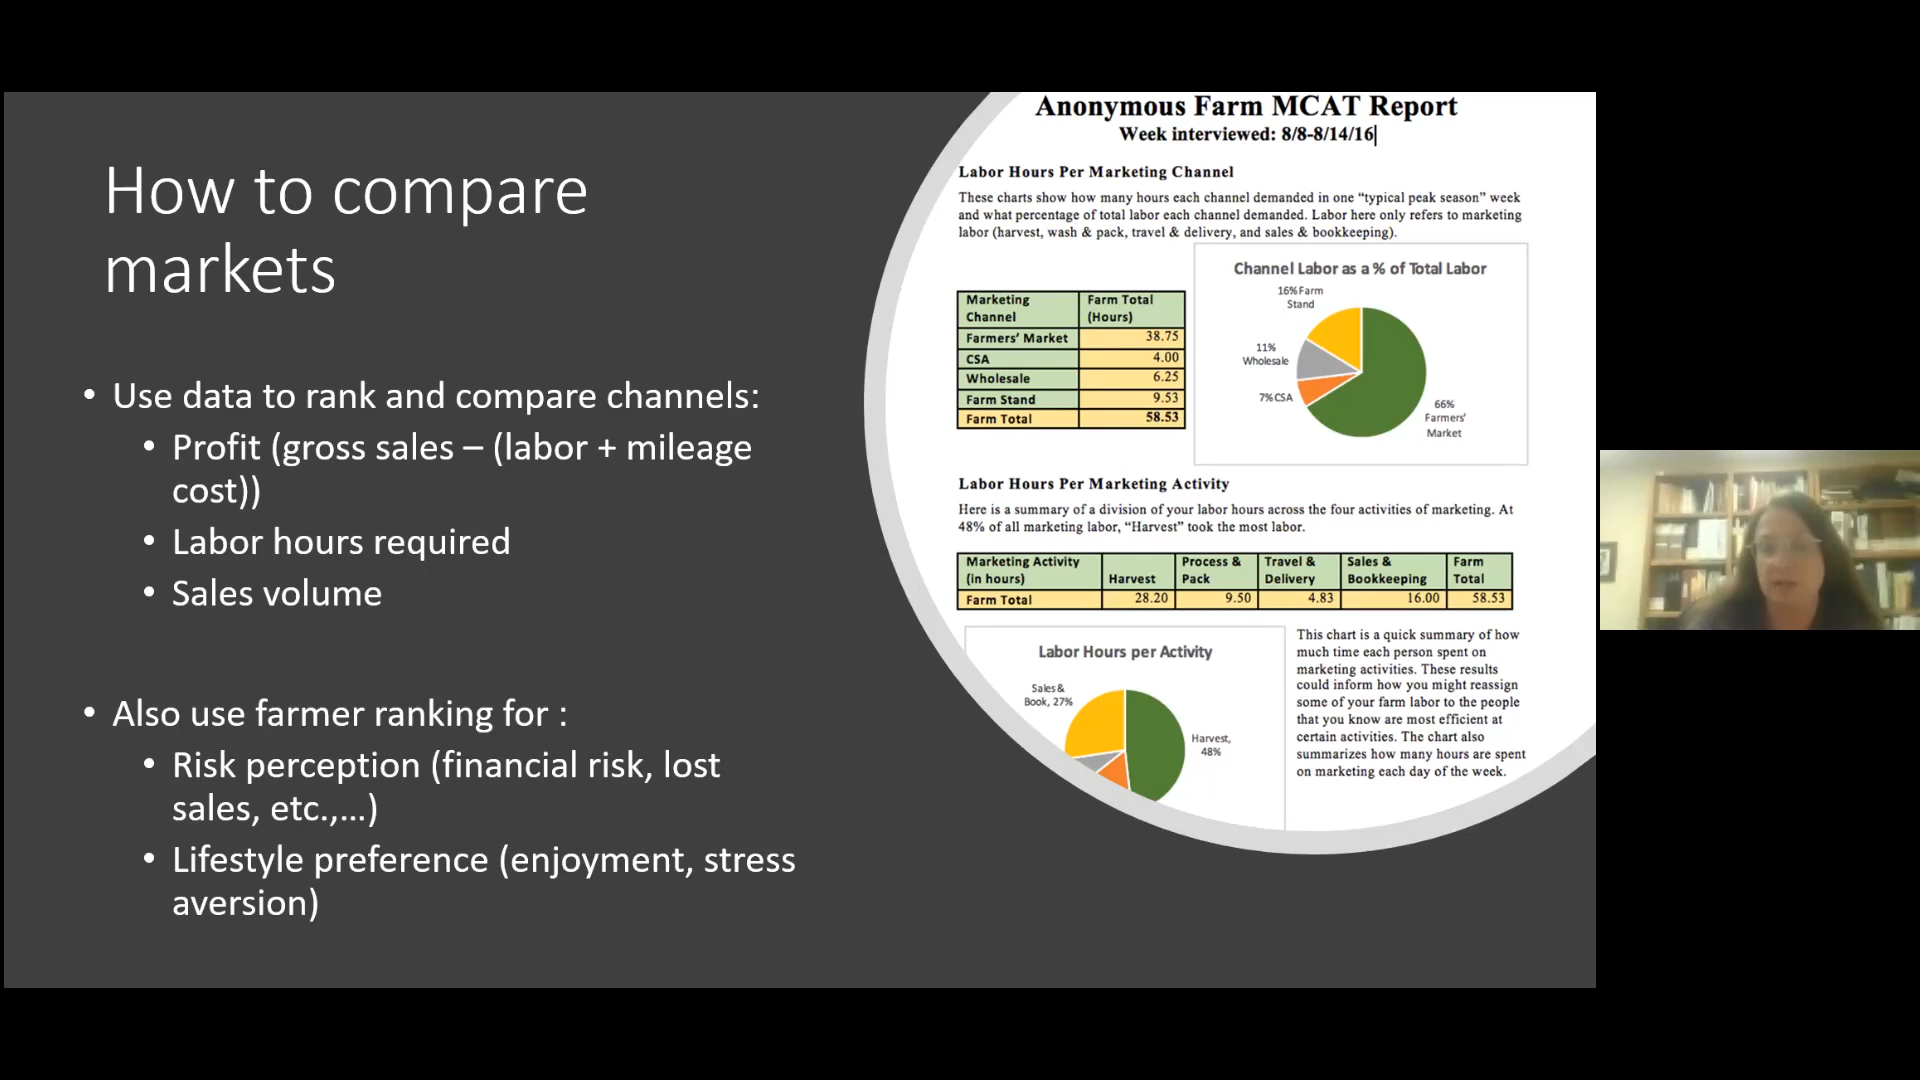 How to compare
markets
• Use data to rank and compare channels:
• Profit (gross sales – (labor + mileage
cost))
• Labor hours required
• Sales volume
• Also use farmer ranking for :
• Risk perception (financial risk, lost
sales, etc.,...)
• Lifestyle preference (enjoyment, stress
aversion)
Anonymous Farm MCAT Report
Week interviewed: 8/8-8/14/16
Labor Hours Per Marketing Channel
These charts show how many hours each channel demanded in one “typical peak season” week
and what percentage of total labor each channel demanded. Labor here only refers to marketing
labor (harvest, wash & pack, travel & delivery, and sales & bookkeeping).
Marketing Channel Farm Total (Hours)
Farmers’ Market 38.75
CSA 4.00
Wholesale 6.25
Farm Stand 9.53
Farm Total 58.53
Channel Labor as a % of Total Labor
16% Farm
Stand
11%
Wholesale
7% CSA
66%
Farmers'
Market
Labor Hours Per Marketing Activity
Here is a summary of a division of your labor hours across the four activities of marketing. At
48% of all marketing labor, “Harvest” took the most labor.
Marketing Activity (in hours) Harvest Process & Pack Travel & Delivery Sales & Bookkeeping Farm Total
Farm Total 28.20 9.50 4.83 16.00 58.53
Labor Hours per Activity
Sales &
Book, 27%
Harvest,
48%
This chart is a quick summary of how
much time each person spent on
marketing activities. These results
could inform how you might reassign
some of your farm labor to the people
that you know are most efficient at
certain activities. The chart also
summarizes how many hours are spent
on marketing each day of the week.